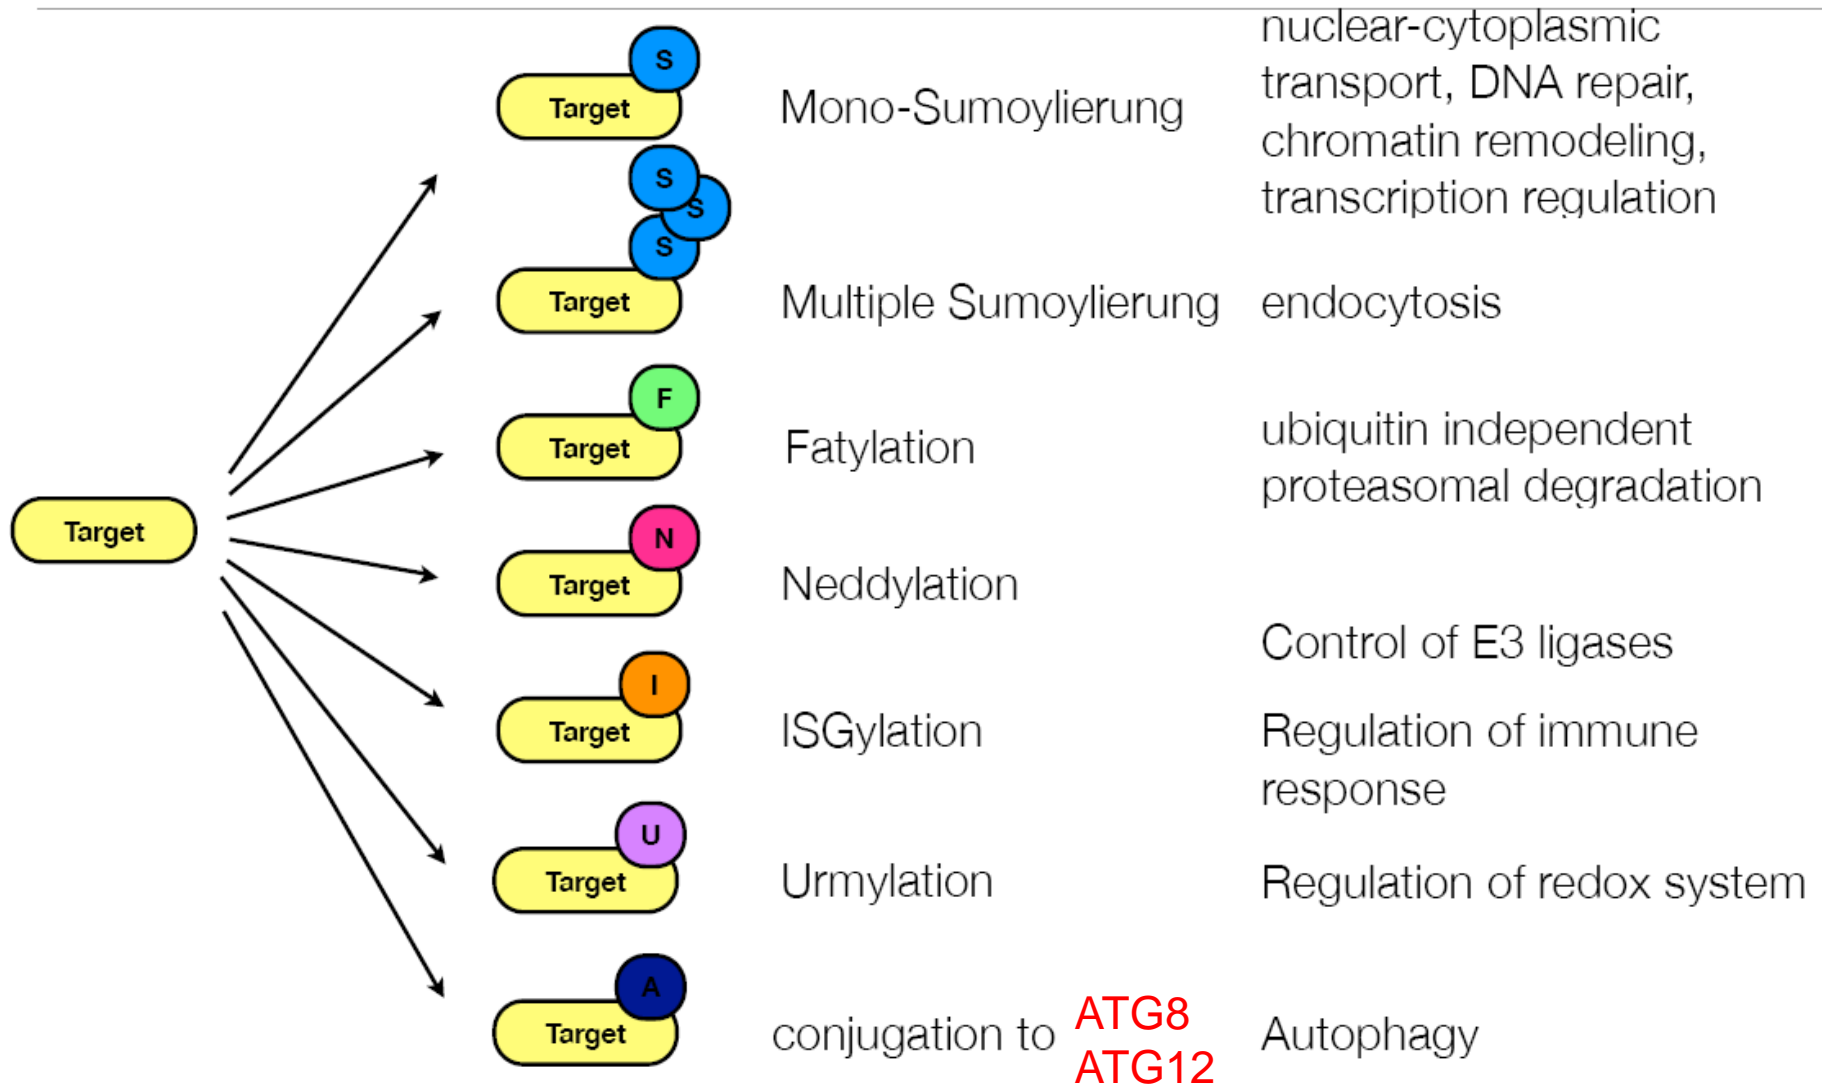 S
Target
Mono-Sumoylierung
nuclear-cytoplasmic
transport, DNA repair,
chromatin remodeling,
transcription regulation
S
S
S
Target
Multiple Sumoylierung
endocytosis
F
Target
Fatylation
ubiquitin independent
proteasomal degradation
Target
N
Target
Neddylation
Control of E3 ligases
I
Target
ISGylation
Regulation of immune
response
U
Target
Urmylation
Regulation of redox system
A
Target
conjugation to
ATG8
ATG12
Autophagy